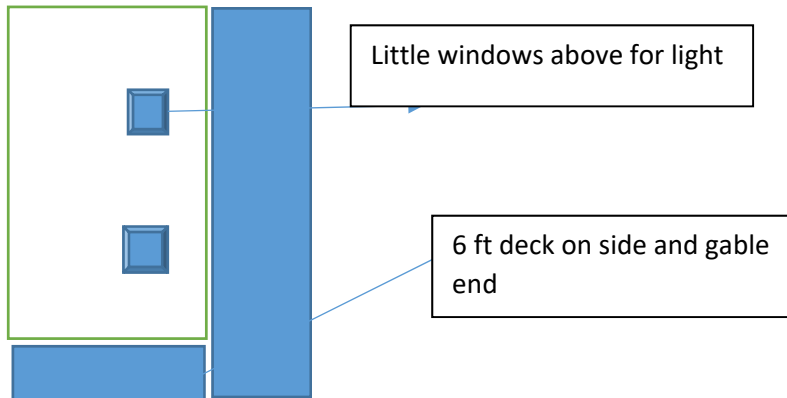 Little windows above for light
6 ft deck on side and gable
end